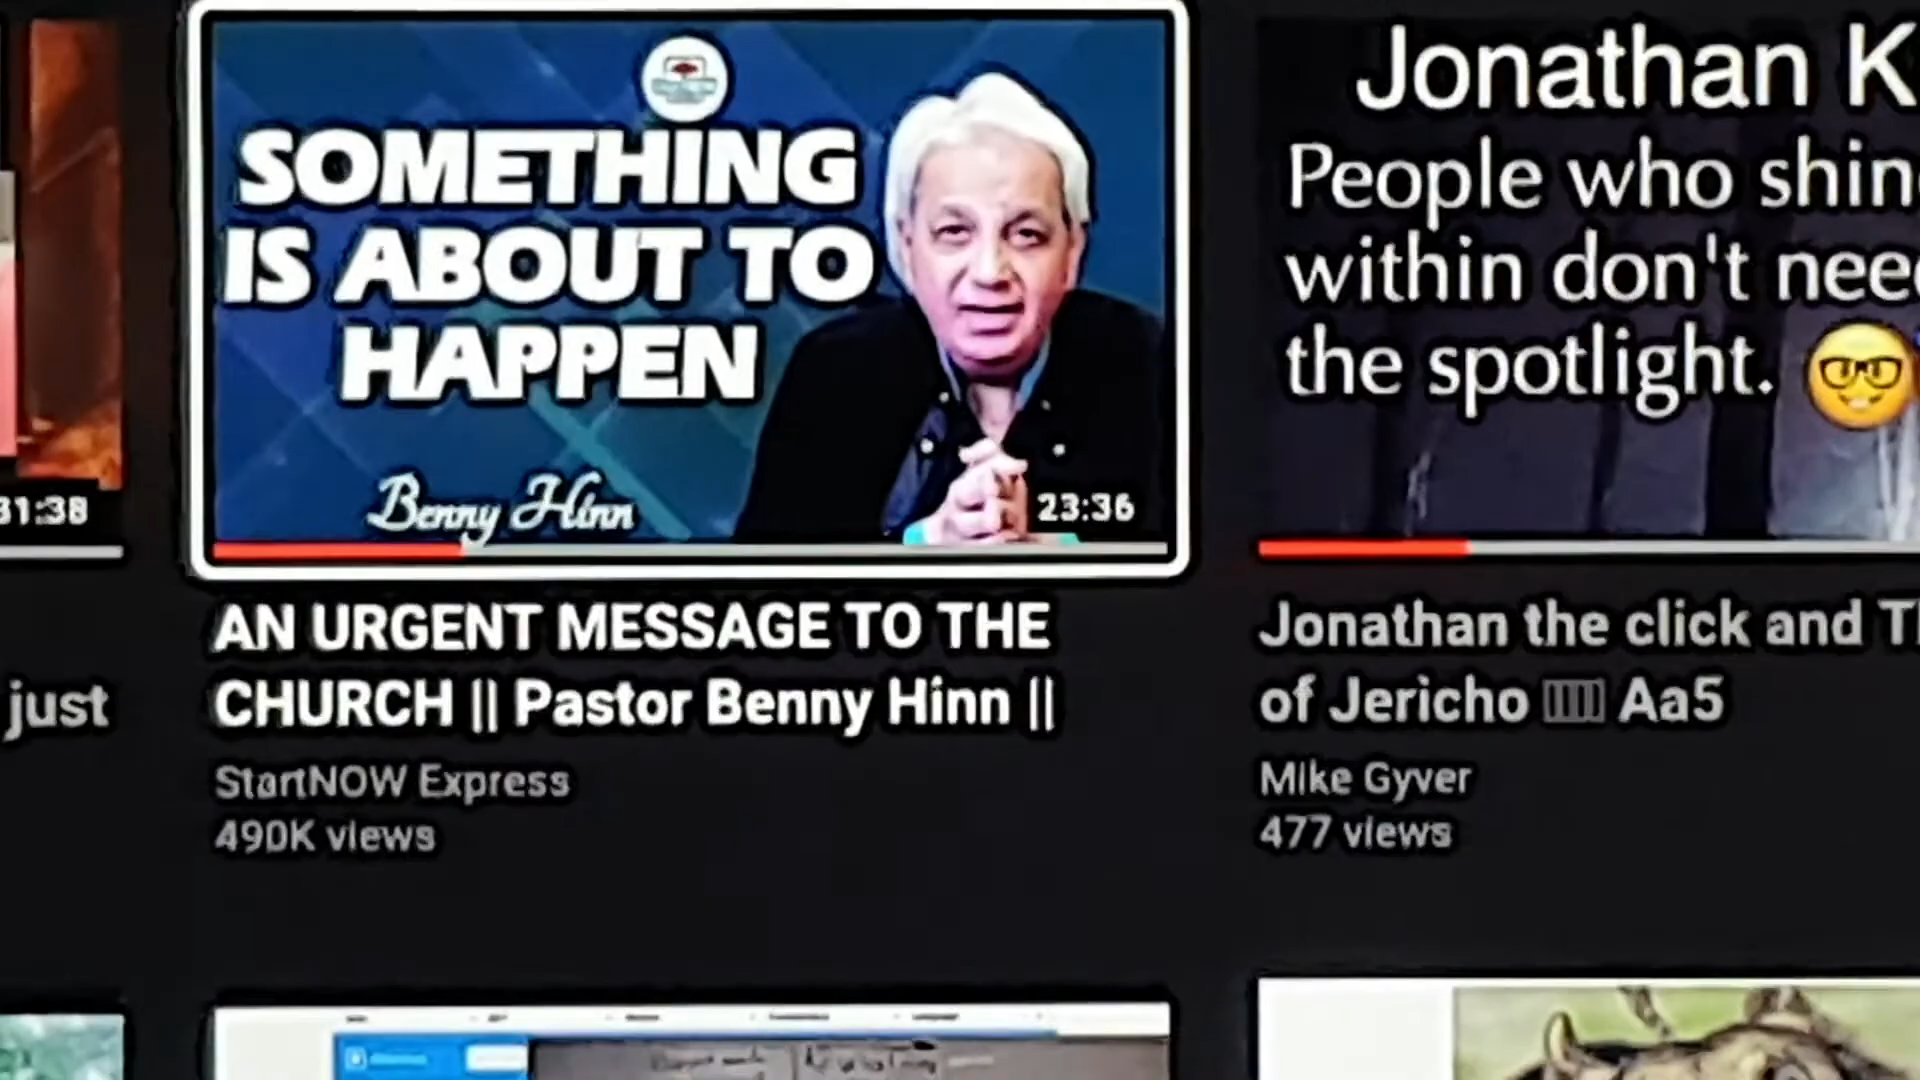 SOMETHING
IS ABOUT TO
HAPPEN
Benny Hinn
23:36
31:38
just
AN URGENT MESSAGE TO THE
CHURCH || Pastor Benny Hinn ||
StartNOW Express
490K views
Jonathan K
People who shin
within don't nee
the spotlight.
Jonathan the click and T
of Jericho Aa5
Mike Gyver
477 views